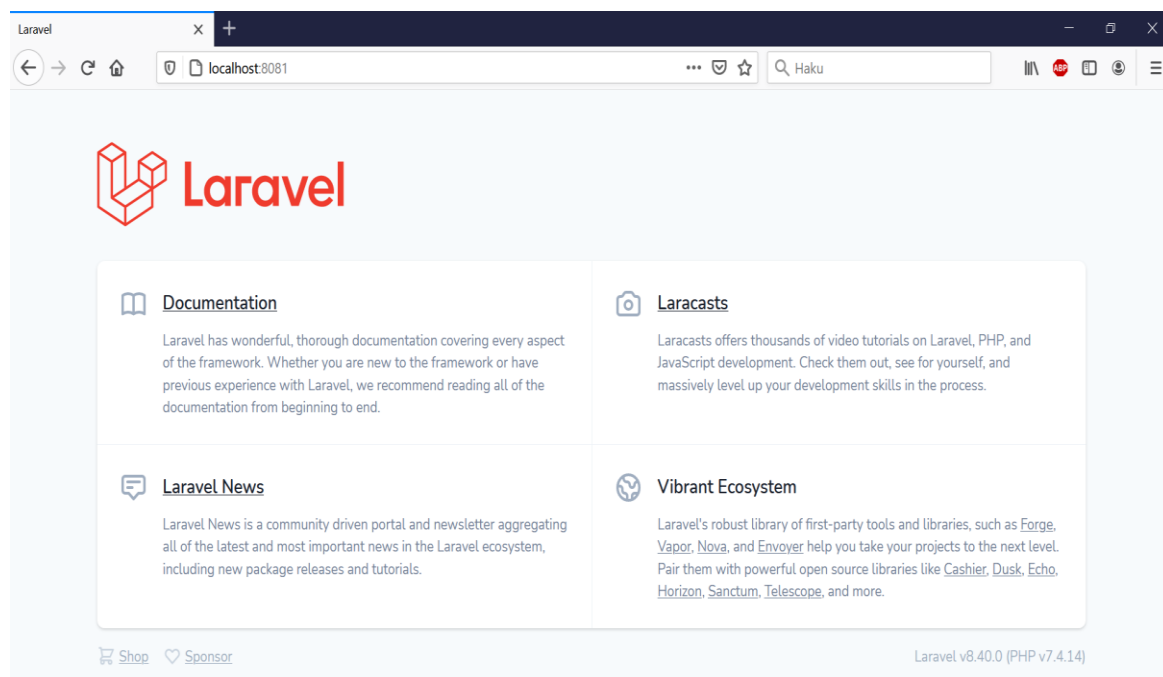 Laravel
localhost:8081
Haku
ABP
Laravel
Documentation
Laravel has wonderful, thorough documentation covering every aspect
of the framework. Whether you are new to the framework or have
previous experience with Laravel, we recommend reading all of the
documentation from beginning to end.
Laracasts
Laracasts offers thousands of video tutorials on Laravel, PHP, and
JavaScript development. Check them out, see for yourself, and
massively level up your development skills in the process.
Laravel News
Laravel News is a community driven portal and newsletter aggregating
all of the latest and most important news in the Laravel ecosystem,
including new package releases and tutorials.
Vibrant Ecosystem
Laravel's robust library of first-party tools and libraries, such as Forge,
Vapor, Nova, and Envoyer help you take your projects to the next level.
Pair them with powerful open source libraries like Cashier, Dusk, Echo,
Horizon, Sanctum, Telescope, and more.
Shop Sponsor
Laravel v8.40.0 (PHP v7.4.14)